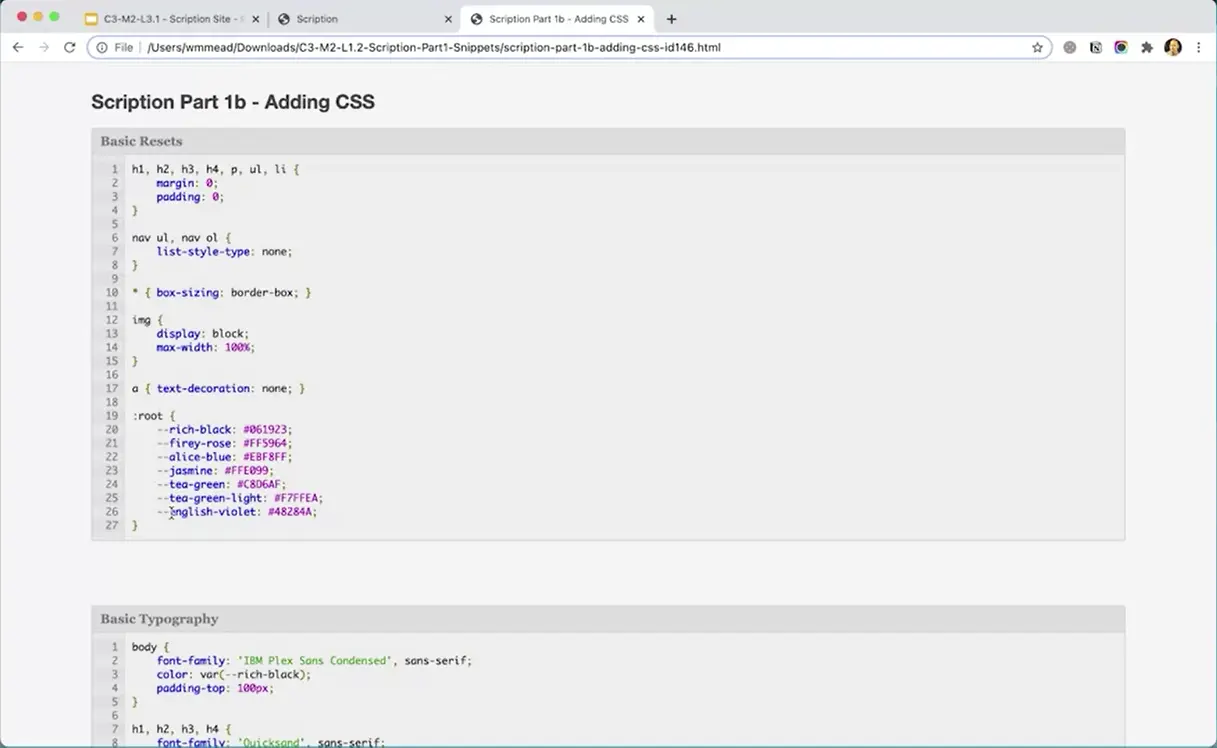 C3-M2-L3.1 - Scription Site -
Scription
Scription Part 1b - Adding CSS
File
/Users/wmmead/Downloads/C3-M2-L1.2-Scription-Part1-Snippets/scription-part-1b-adding-css-id146.html
Scription Part 1b - Adding CSS
Basic Resets
1 h1, h2, h3, h4, p, ul, li {
2 margin: 0;
3 padding: 0;
4 }
5
6 nav ul, nav ol {
7 list-style-type: none;
8 }
9
10 * { box-sizing: border-box; }
11
12 img {
13 display: block;
14 max-width: 100%;
15 }
16
17 a { text-decoration: none; }
18
19 :root {
20 --rich-black: #061923;
21 --firey-rose: #FF5964;
22 --alice-blue: #EBF8FF;
23 --jasmine: #FFE099;
24 --tea-green: #C8D6AF;
25 --tea-green-light: #F7FFEA;
26 --english-violet: #48284A;
27 }
Basic Typography
1 body {
2 font-family: 'IBM Plex Sans Condensed', sans-serif;
3 color: var(--rich-black);
4 padding-top: 100px;
5 }
6
7 h1, h2, h3, h4 {
8 font-family: 'Quicksand', sans-serif;